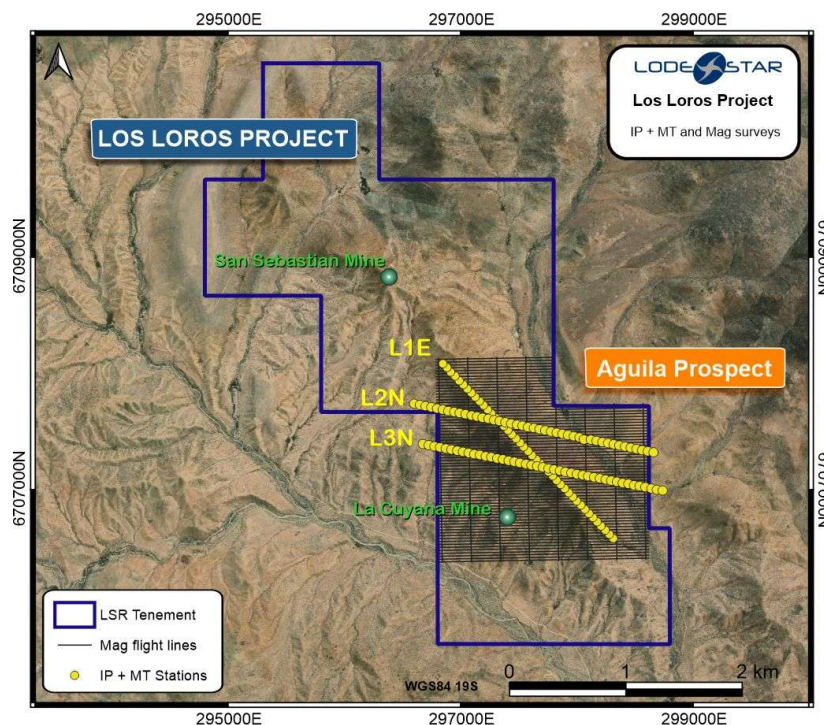 295000E
297000E
299000E
LODE STAR
Los Loros Project
IP + MT and Mag surveys
LOS LOROS PROJECT
6709000N
6709000N
San Sebastian Mine
L1E
Aguila Prospect
L2N
L3N
6707000N
6707000N
La Cuyana Mine
LSR Tenement
Mag flight lines
IP + MT Stations
WGS84 19S
0
1
2 km
295000E
297000E
299000E